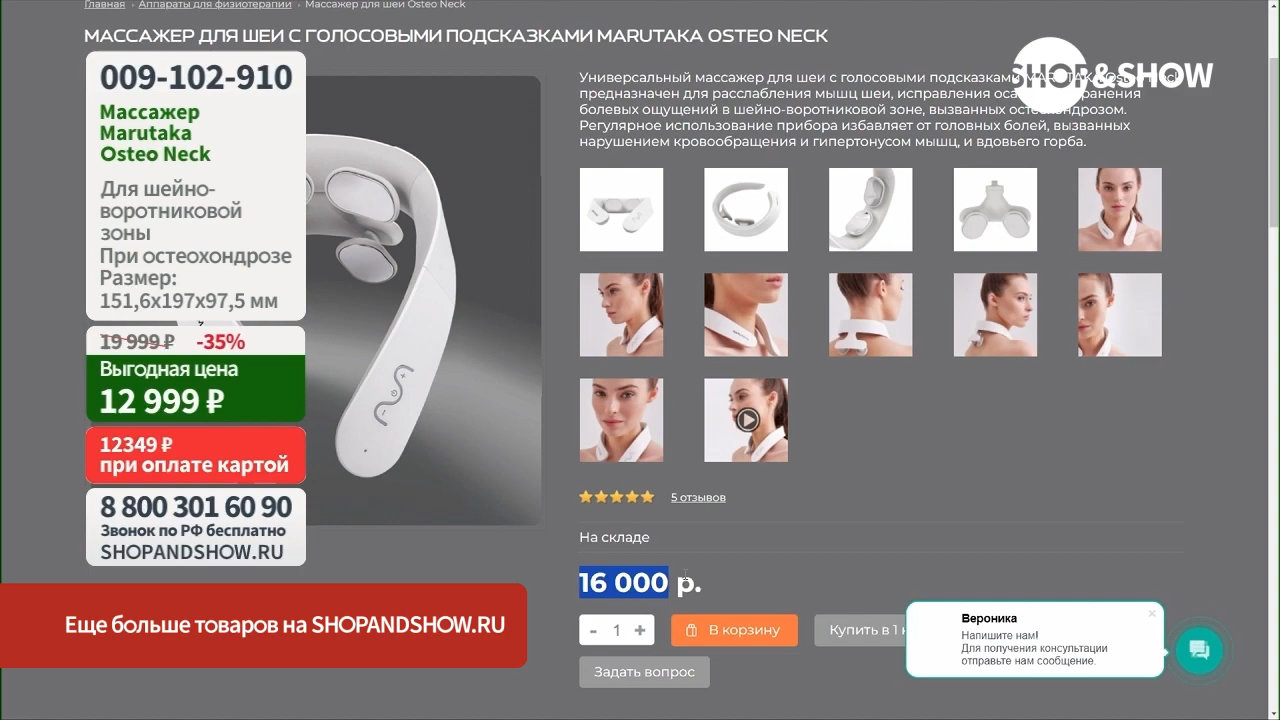 Главная
Аппараты для физиотерапии
Массажер для шеи Osteo Neck
МАССАЖЕР ДЛЯ ШЕИ С ГОЛОСОВЫМИ ПОДСКАЗКАМИ MARUTAKA OSTEO NECK
SHOP&SHOW
009-102-910
Массажер
Marutaka
Osteo Neck
Для шейно-
воротниковой
зоны
При остеохондрозе
Размер:
151,6х197х97,5 мм
19 999 ₽ -35%
Выгодная цена
12 999 ₽
12349 ₽
при оплате картой
8 800 301 60 90
Звонок по РФ бесплатно
SHOPANDSHOW.RU
Еще больше товаров на SHOPANDSHOW.RU
Универсальный массажер для шеи с голосовыми подсказками
предназначен для расслабления мышц шеи, исправления
болевых ощущений в шейно-воротниковой зоне, вызванных остеохондрозом.
Регулярное использование прибора избавляет от головных болей, вызванных
нарушением кровообращения и гипертонусом мышц, и вдовьего горба.
5 отзывов
На складе
16 000 р.
- 1 +
В корзину
Купить в 1
Задать вопрос
Вероника
Напишите нам!
Для получения консультации
отправьте нам сообщение.